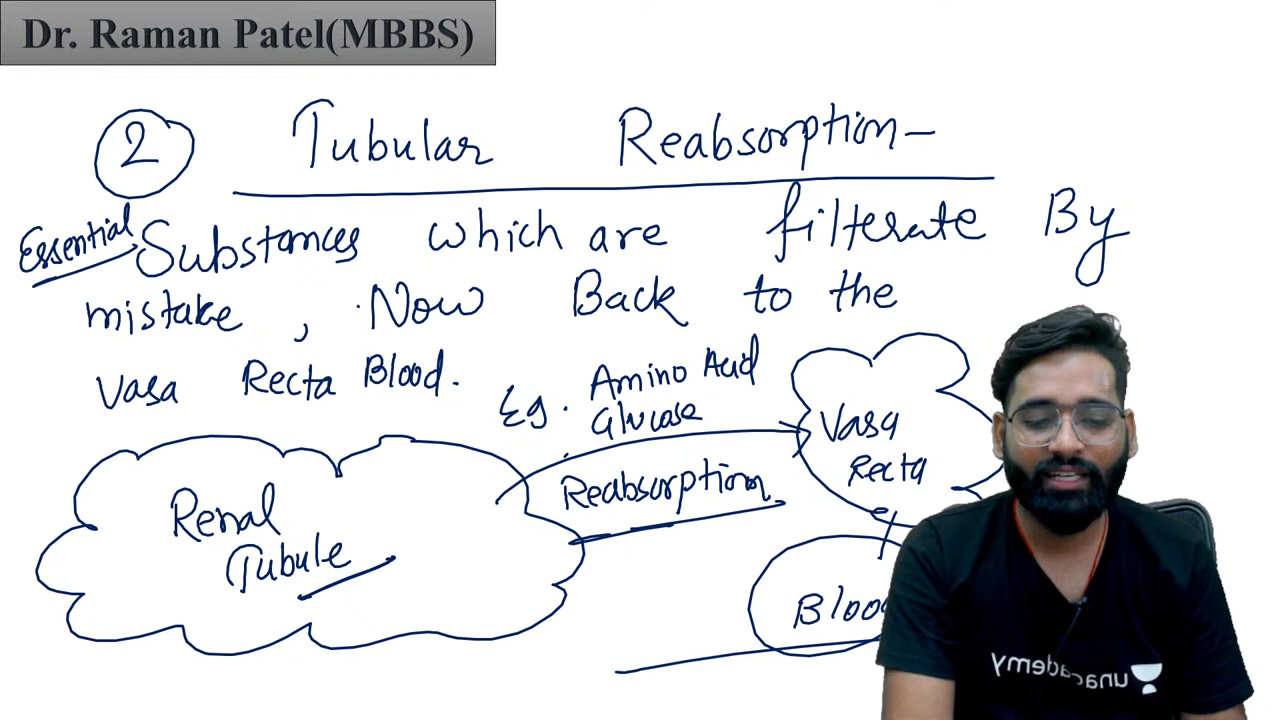 Dr. Raman Patel(MBBS)
2 Tubular Reabsorption-
Essential Substances which are filterate By
mistake, Now Back to the
Vasa Recta Blood.
Eg. Amino Acid
Glucose
Vasa
Recta
Reabsorption
Renal
Tubule
Blood
unacademy